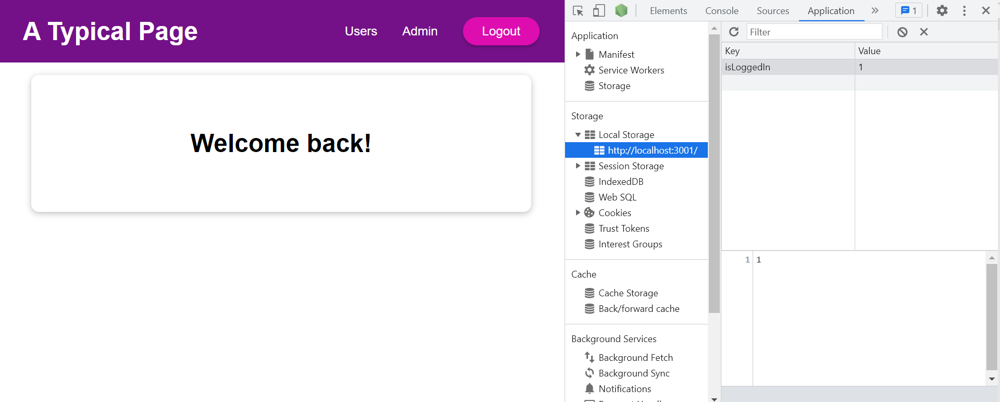 A Typical Page
Users Admin Logout
Welcome back!
Elements Console Sources Application 1
Application
Manifest
Service Workers
Storage
Storage
Local Storage
http://localhost:3001/
Session Storage
IndexedDB
Web SQL
Cookies
Trust Tokens
Interest Groups
Cache
Cache Storage
Back/forward cache
Background Services
Background Fetch
Background Sync
Notifications
Filter
Key Value
isLoggedIn 1
1 1